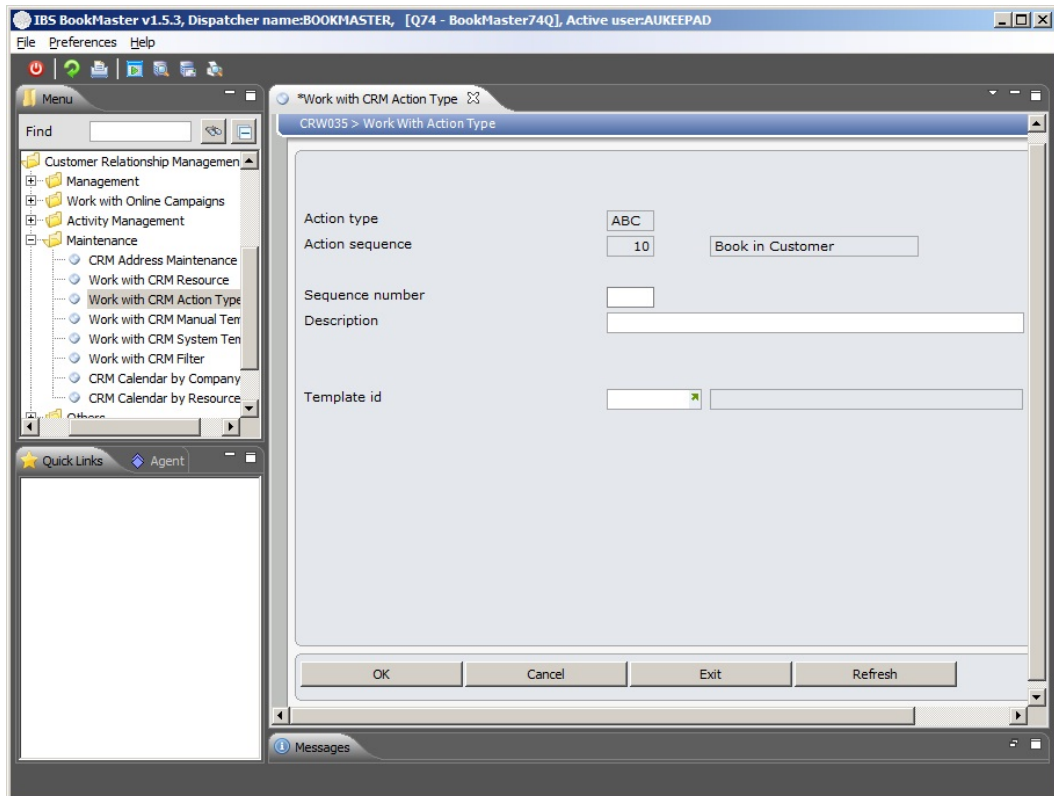 IBS BookMaster v1.5.3, Dispatcher name:BOOKMASTER, [Q74 - BookMaster74Q], Active user:AUKEEPAD
File Preferences Help
Menu
Find
Customer Relationship Managemen
Management
Work with Online Campaigns
Activity Management
Maintenance
CRM Address Maintenance
Work with CRM Resource
Work with CRM Action Type
Work with CRM Manual Tem
Work with CRM System Tem
Work with CRM Filter
CRM Calendar by Company
CRM Calendar by Resource
Others
Quick Links Agent
*Work with CRM Action Type
CRW035 > Work With Action Type
Action type ABC
Action sequence 10 Book in Customer
Sequence number
Description
Template id
OK Cancel Exit Refresh
Messages